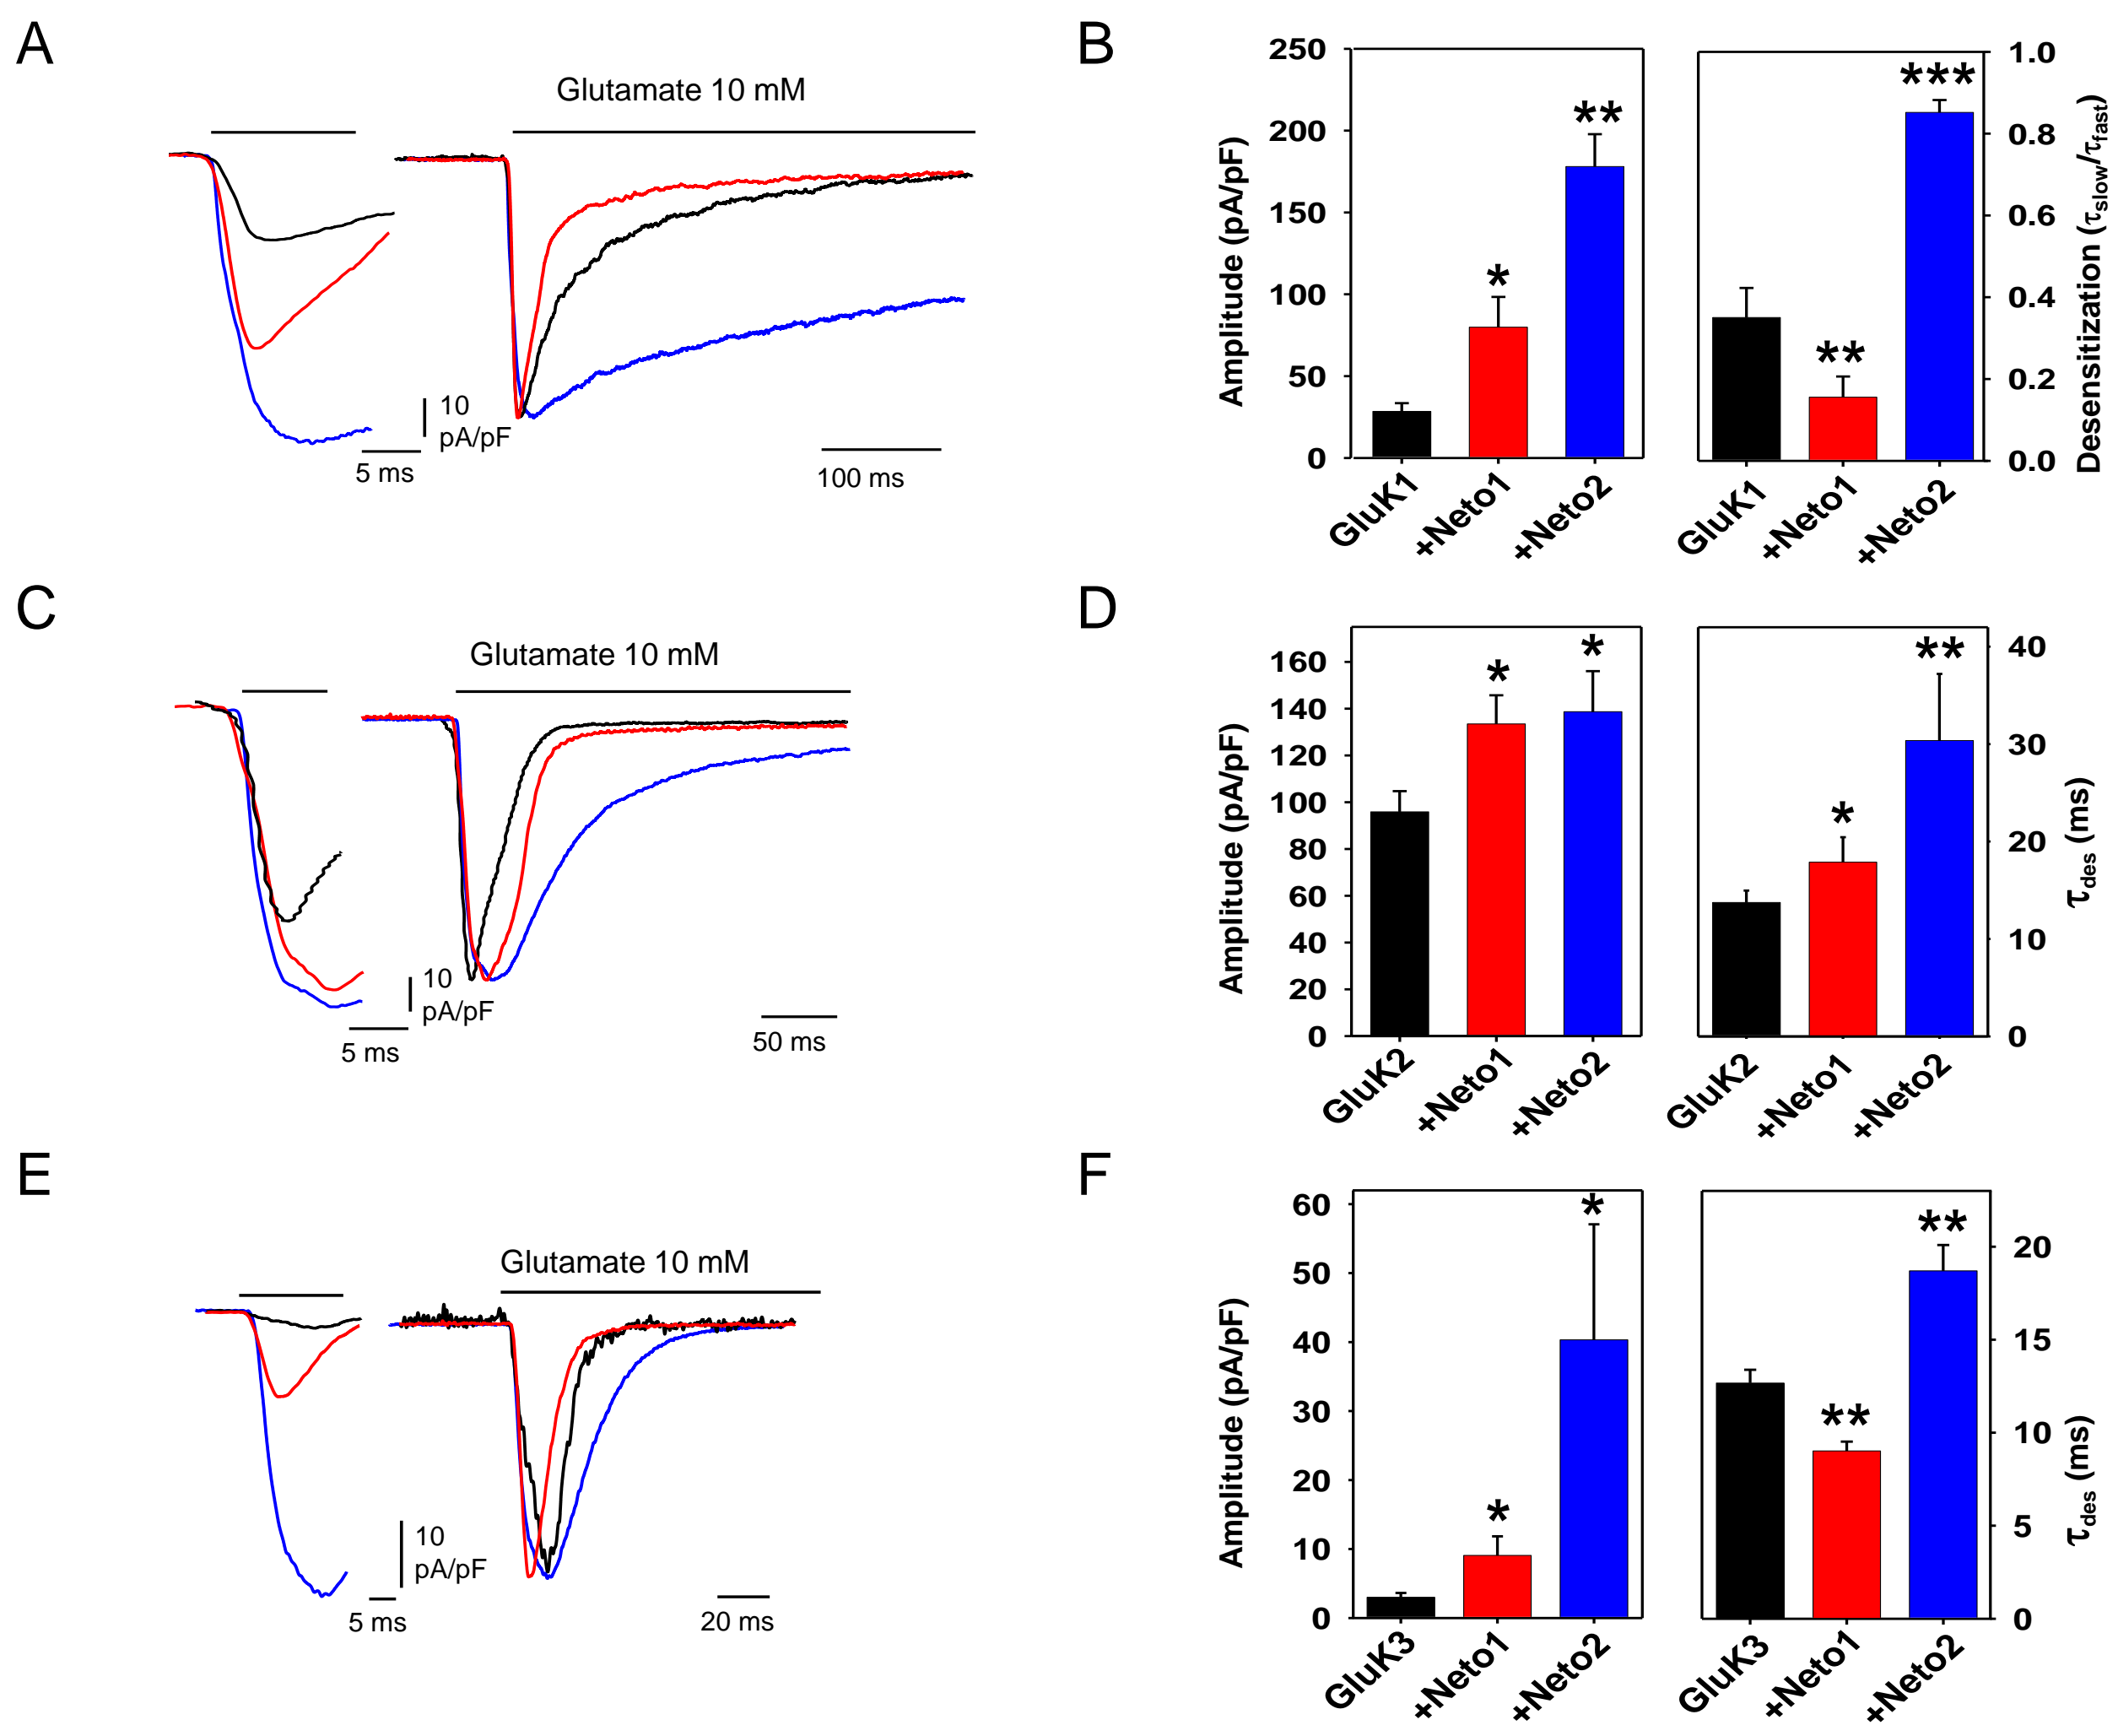 A
Glutamate 10 mM
10
pA/pF
5 ms
100 ms
B
Amplitude (pA/pF)
250
200
150
100
50
0
*
**
GluK1
+Neto1
+Neto2
**
***
1.0
0.8
0.6
0.4
0.2
0.0
Desensitization (τslow/τfast)
GluK1
+Neto1
+Neto2
C
Glutamate 10 mM
10
pA/pF
5 ms
50 ms
D
Amplitude (pA/pF)
160
140
120
100
80
60
40
20
0
*
*
GluK2
+Neto1
+Neto2
*
**
40
30
20
10
0
τdes (ms)
GluK2
+Neto1
+Neto2
E
Glutamate 10 mM
10
pA/pF
5 ms
20 ms
F
Amplitude (pA/pF)
60
50
40
30
20
10
0
*
*
GluK3
+Neto1
+Neto2
**
**
20
15
10
5
0
τdes (ms)
GluK3
+Neto1
+Neto2